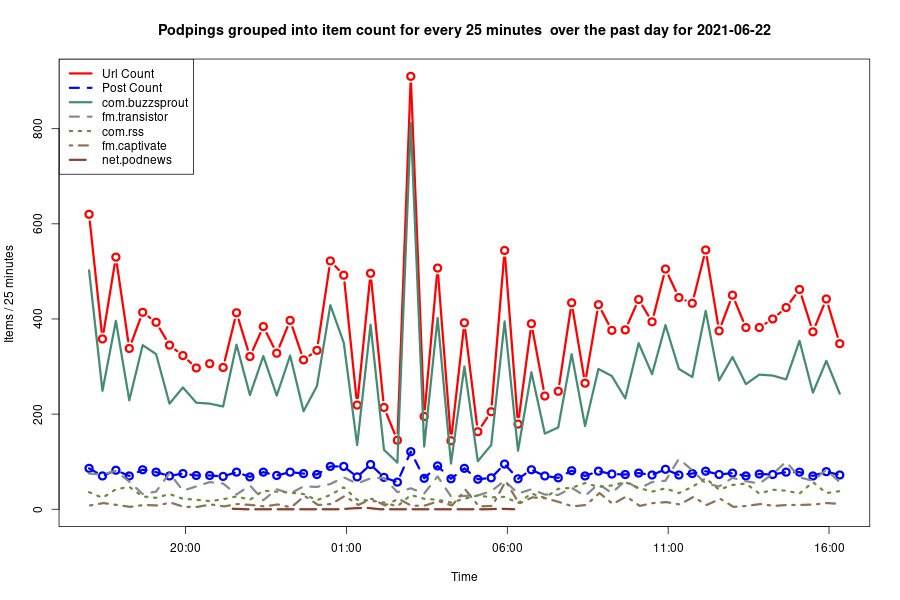 Podpings grouped into item count for every 25 minutes  over the past day for 2021-06-22
Url Count
Post Count
com.buzzsprout
fm.transistor
com.rss
fm.captivate
net.podnews
Items / 25 minutes
800
600
400
200
0
20:00 01:00 06:00 11:00 16:00
Time